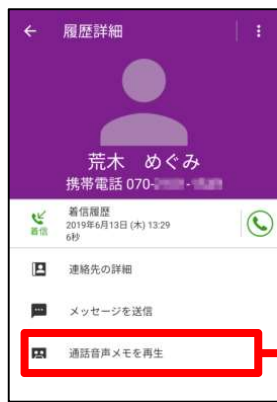 履歴詳細
荒木　めぐみ
携帯電話 070-
着信履歴
着信
2019年6月13日 (木) 13:29
6秒
連絡先の詳細
メッセージを送信
通話音声メモを再生